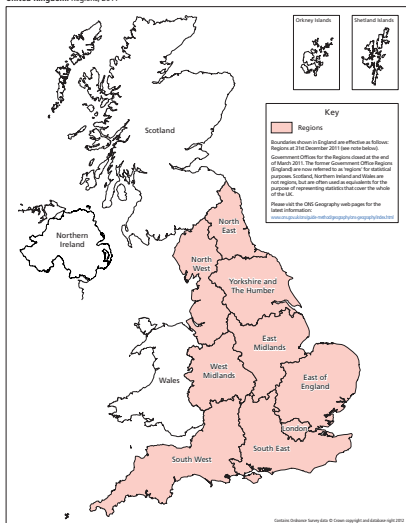 United Kingdom: Regions, 2011
Orkney Islands
Shetland Islands
Key
Regions
Boundaries shown in England are effective as follows:
Regions at 31st December 2011 (see note below).
Government Offices for the Regions closed at the end
of March 2011. The former Government Office Regions
(England) are now referred to as 'regions' for statistical
purposes. Scotland, Northern Ireland and Wales are
not regions, but are often used as equivalents for the
purpose of representing statistics that cover the whole
of the UK.
Please visit the ONS Geography web pages for the
latest information:
Scotland
Northern
Ireland
North
East
North
West
Yorkshire and
The Humber
East
Midlands
West
Midlands
Wales
East of
England
London
South East
South West
Contains Ordnance Survey data © Crown copyright and database right 2012